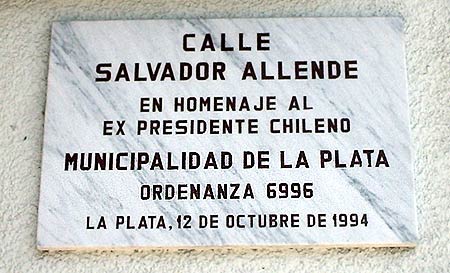 CALLE
SALVADOR ALLENDE
EN HOMENAJE AL
EX PRESIDENTE CHILENO
MUNICIPALIDAD DE LA PLATA
ORDENANZA 6996
LA PLATA, 12 DE OCTUBRE DE 1994